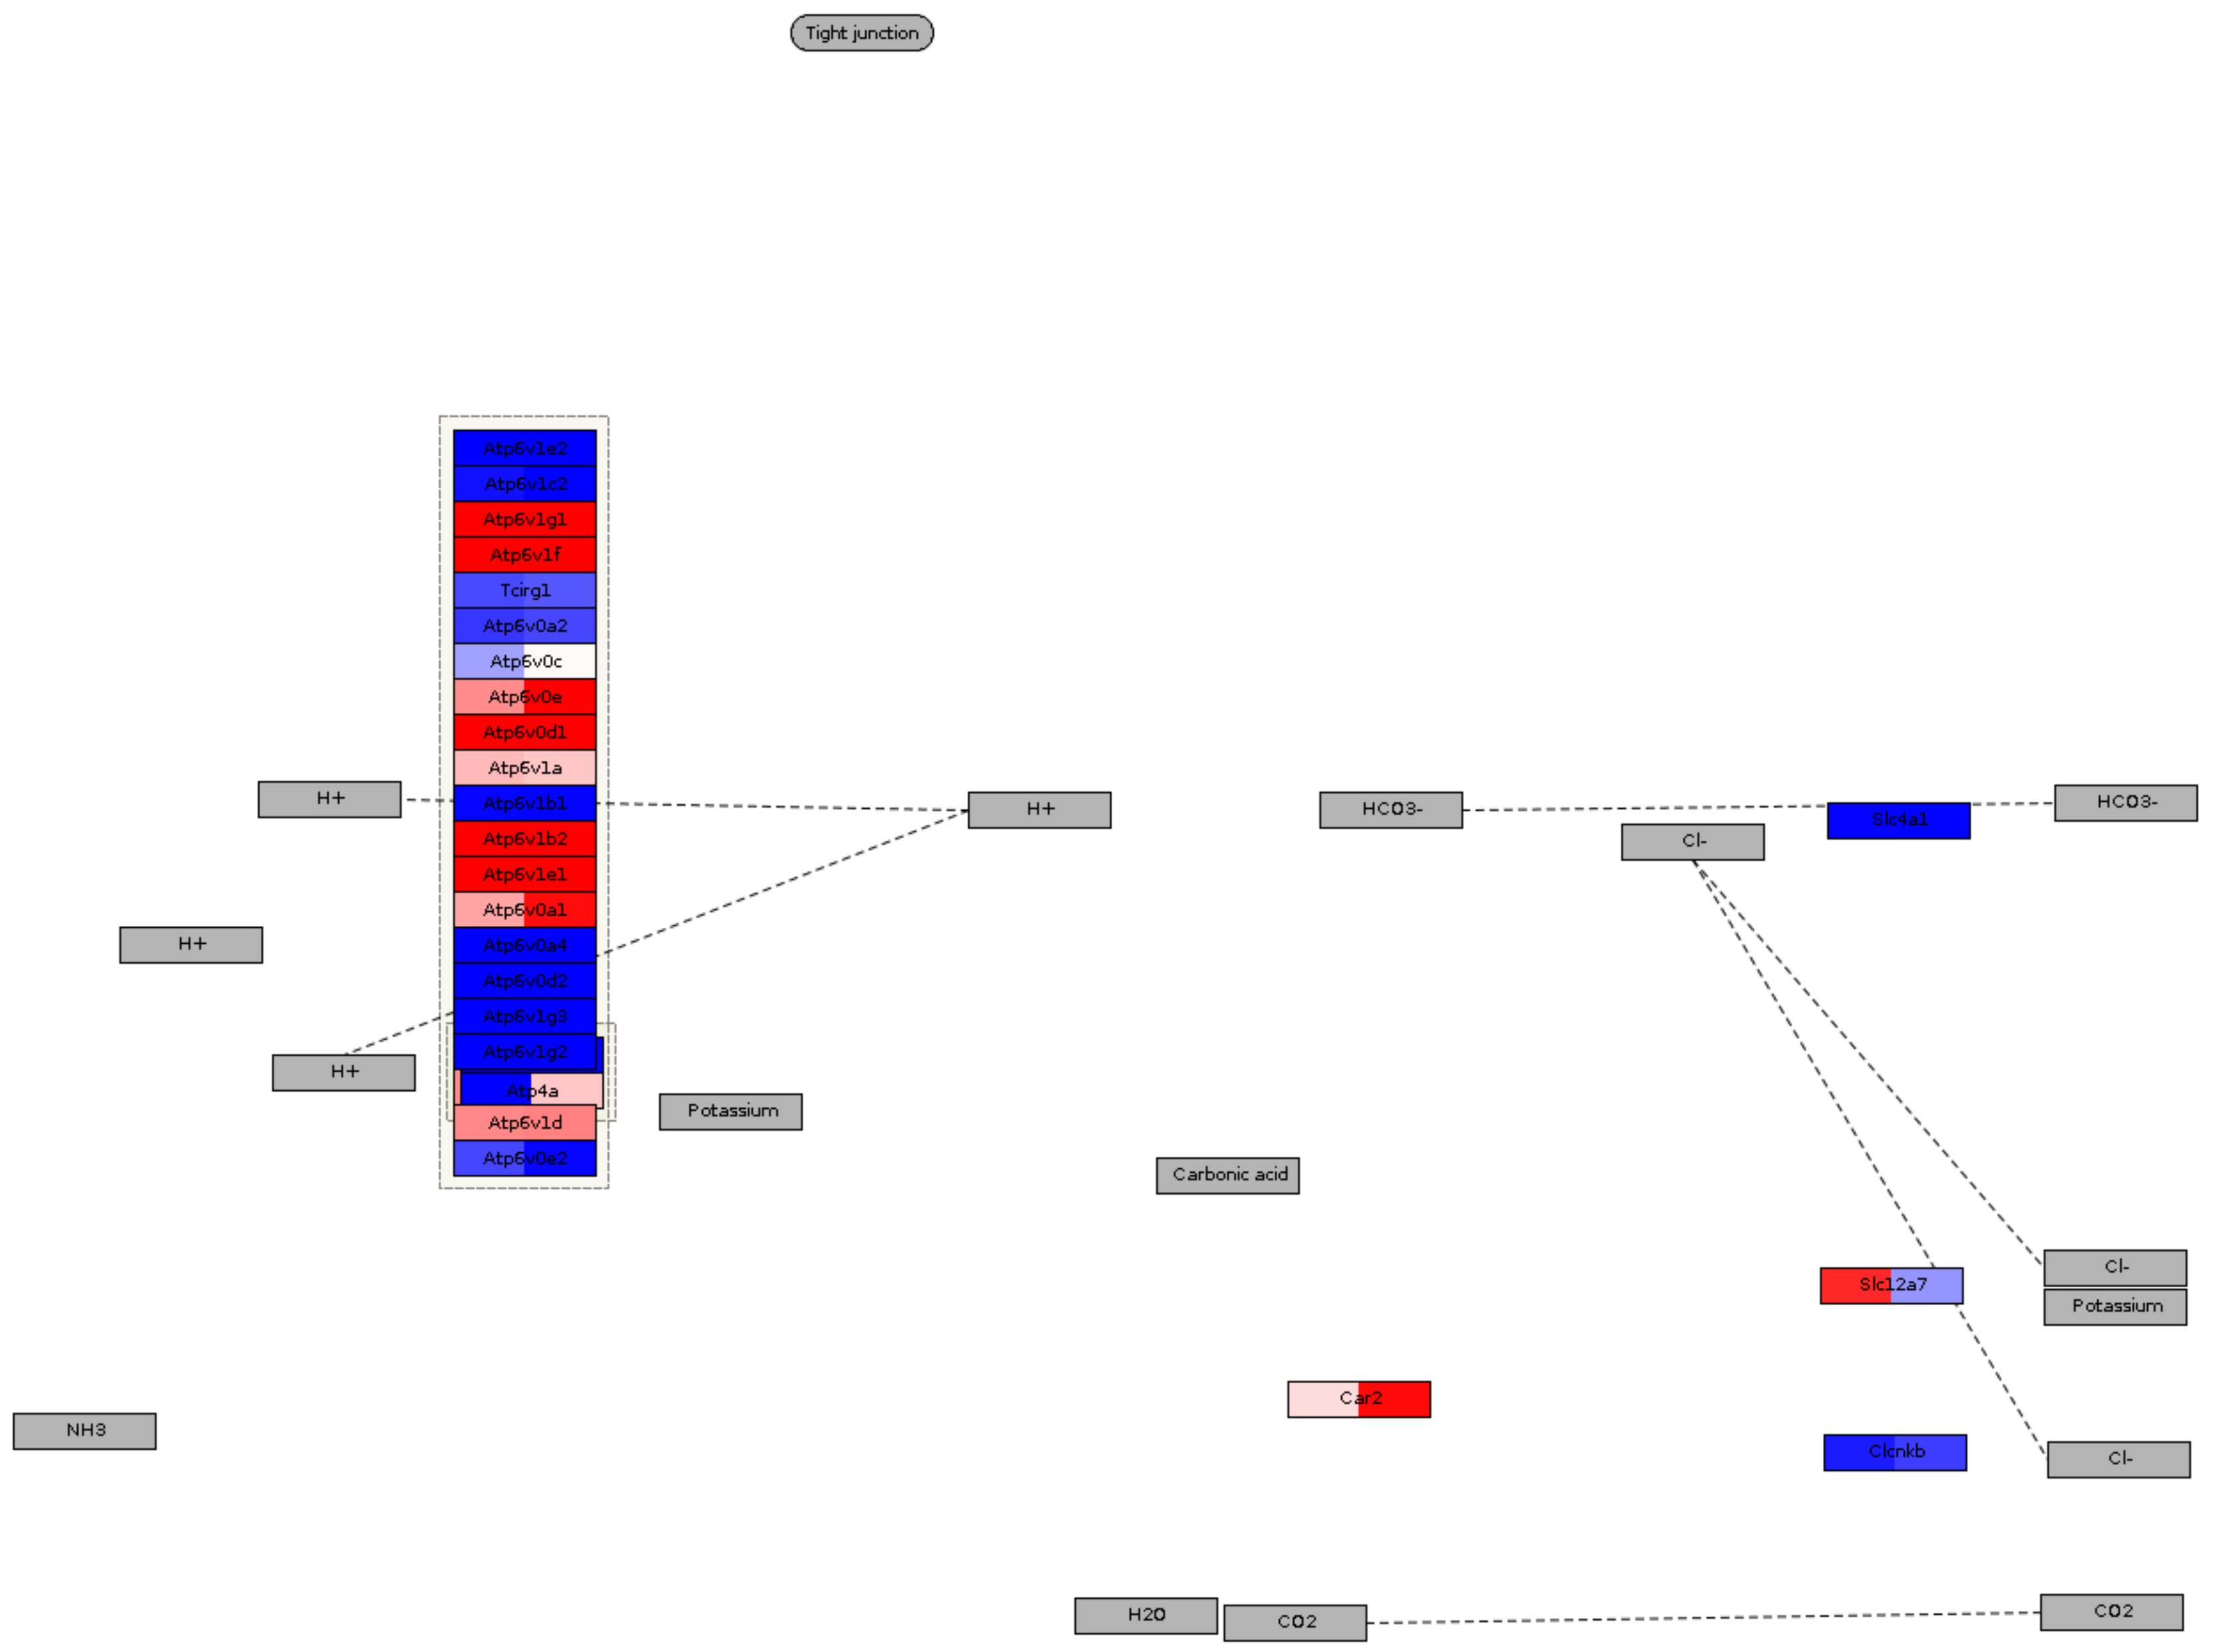 Tight junction
Atp6v1e2
Atp6v1c2
Atp6v1g1
Atp6v1f
Tcirg1
Atp6v0a2
Atp6v0c
Atp6v0e
Atp6v0d1
Atp6v1a
H+
Atp6v1b1
H+
HCO3-
HCO3-
Slc4a1
Atp6v1b2
Cl-
Atp6v1e1
Atp6v0a1
H+
Atp6v0a4
Atp6v0d2
Atp6v1g3
Atp6v1g2
H+
Atp4a
Potassium
Atp6v1d
Atp6v0e2
Carbonic acid
Cl-
Slc12a7
Potassium
Car2
NH3
Clcnkb
Cl-
H2O
CO2
CO2